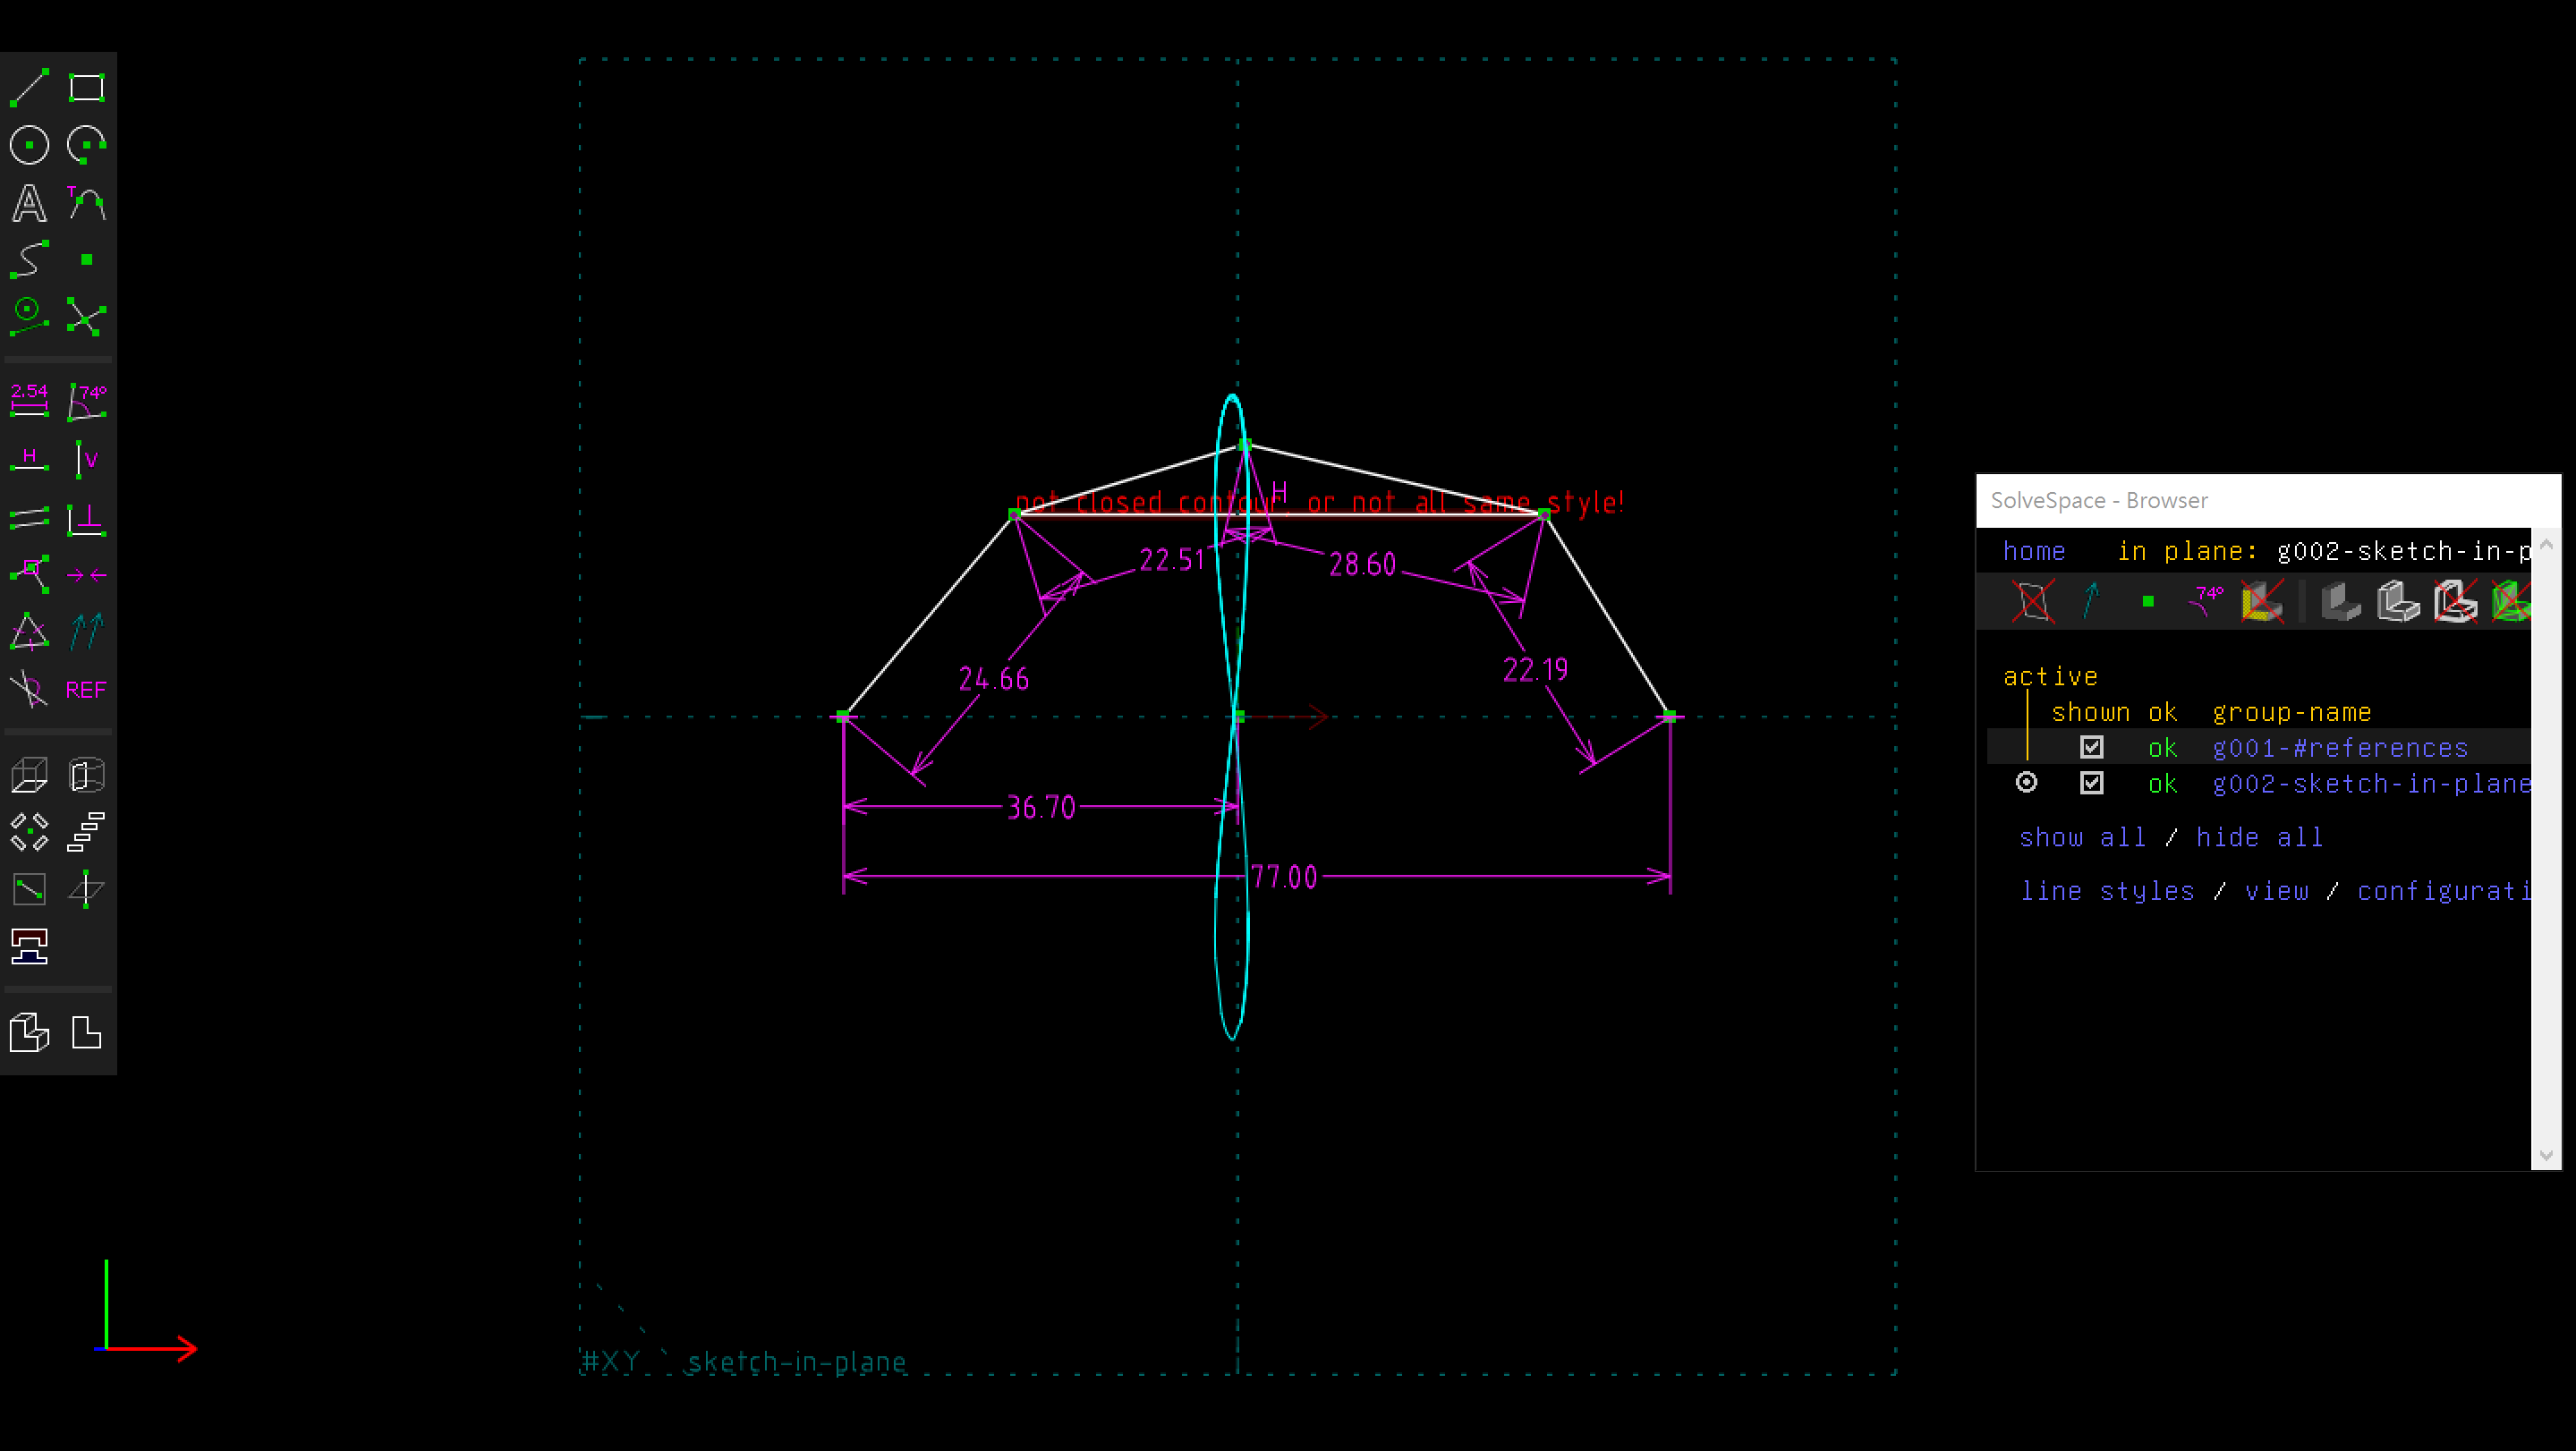 A
T
2.54
74°
H
V
REF
not closed contour, or not all same style!
H
22.51
28.60
24.66
22.19
36.70
77.00
#XY
sketch-in-plane
SolveSpace - Browser
home in plane: g002-sketch-in-p
74°
active
shown ok group-name
ok g001-#references
ok g002-sketch-in-plane
show all / hide all
line styles / view / configurati